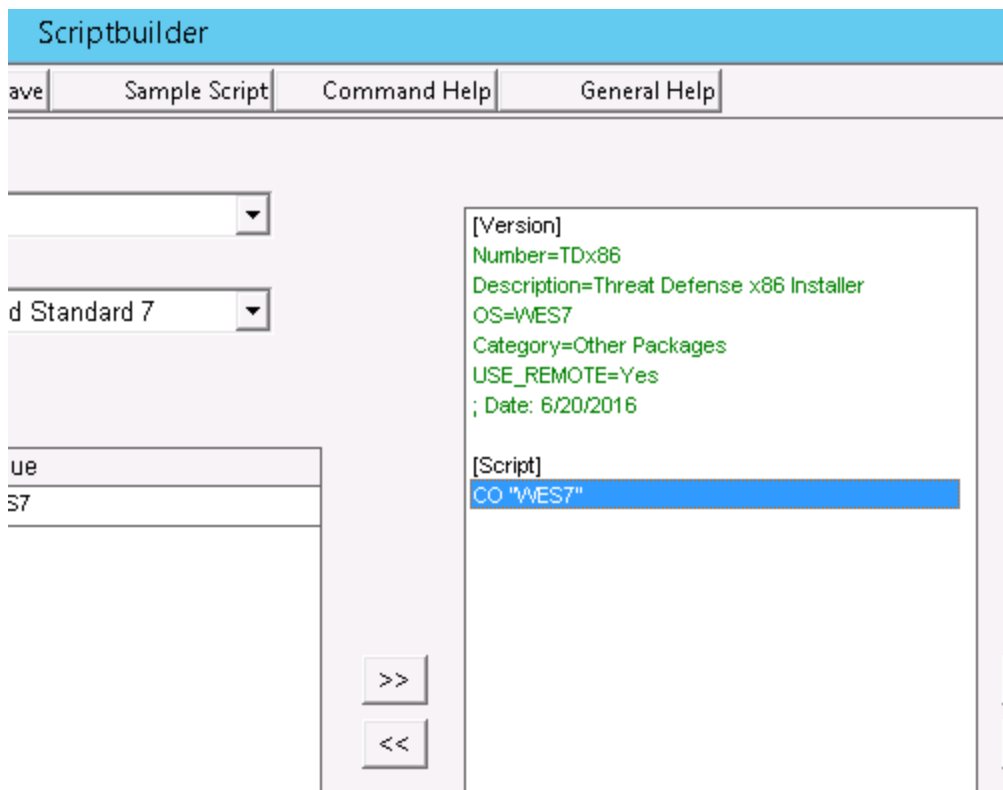 Scriptbuilder
ave Sample Script Command Help General Help
d Standard 7
ue
S7
[Version]
Number=TDx86
Description=Threat Defense x86 Installer
OS=WES7
Category=Other Packages
USE_REMOTE=Yes
; Date: 6/20/2016
[Script]
CO "WES7"
>>
<<